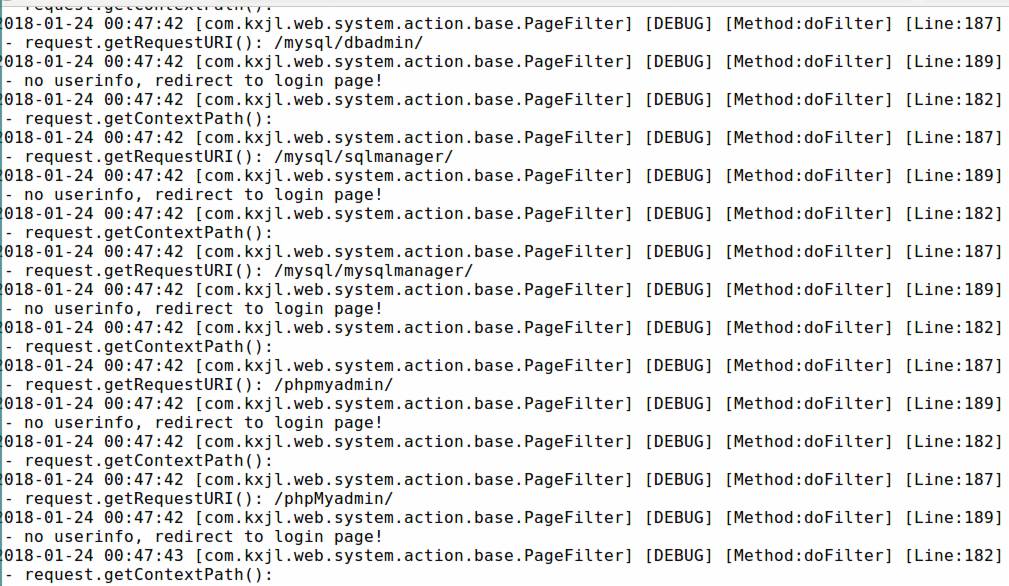 - request.getContextPath():
2018-01-24 00:47:42 [com.kxjl.web.system.action.base.PageFilter] [DEBUG] [Method:doFilter] [Line:187]
- request.getRequestURI(): /mysql/dbadmin/
2018-01-24 00:47:42 [com.kxjl.web.system.action.base.PageFilter] [DEBUG] [Method:doFilter] [Line:189]
- no userinfo, redirect to login page!
2018-01-24 00:47:42 [com.kxjl.web.system.action.base.PageFilter] [DEBUG] [Method:doFilter] [Line:182]
- request.getContextPath():
2018-01-24 00:47:42 [com.kxjl.web.system.action.base.PageFilter] [DEBUG] [Method:doFilter] [Line:187]
- request.getRequestURI(): /mysql/sqlmanager/
2018-01-24 00:47:42 [com.kxjl.web.system.action.base.PageFilter] [DEBUG] [Method:doFilter] [Line:189]
- no userinfo, redirect to login page!
2018-01-24 00:47:42 [com.kxjl.web.system.action.base.PageFilter] [DEBUG] [Method:doFilter] [Line:182]
- request.getContextPath():
2018-01-24 00:47:42 [com.kxjl.web.system.action.base.PageFilter] [DEBUG] [Method:doFilter] [Line:187]
- request.getRequestURI(): /mysql/mysqlmanager/
2018-01-24 00:47:42 [com.kxjl.web.system.action.base.PageFilter] [DEBUG] [Method:doFilter] [Line:189]
- no userinfo, redirect to login page!
2018-01-24 00:47:42 [com.kxjl.web.system.action.base.PageFilter] [DEBUG] [Method:doFilter] [Line:182]
- request.getContextPath():
2018-01-24 00:47:42 [com.kxjl.web.system.action.base.PageFilter] [DEBUG] [Method:doFilter] [Line:187]
- request.getRequestURI(): /phpmyadmin/
2018-01-24 00:47:42 [com.kxjl.web.system.action.base.PageFilter] [DEBUG] [Method:doFilter] [Line:189]
- no userinfo, redirect to login page!
2018-01-24 00:47:42 [com.kxjl.web.system.action.base.PageFilter] [DEBUG] [Method:doFilter] [Line:182]
- request.getContextPath():
2018-01-24 00:47:42 [com.kxjl.web.system.action.base.PageFilter] [DEBUG] [Method:doFilter] [Line:187]
- request.getRequestURI(): /phpMyadmin/
2018-01-24 00:47:42 [com.kxjl.web.system.action.base.PageFilter] [DEBUG] [Method:doFilter] [Line:189]
- no userinfo, redirect to login page!
2018-01-24 00:47:43 [com.kxjl.web.system.action.base.PageFilter] [DEBUG] [Method:doFilter] [Line:182]
- request.getContextPath():